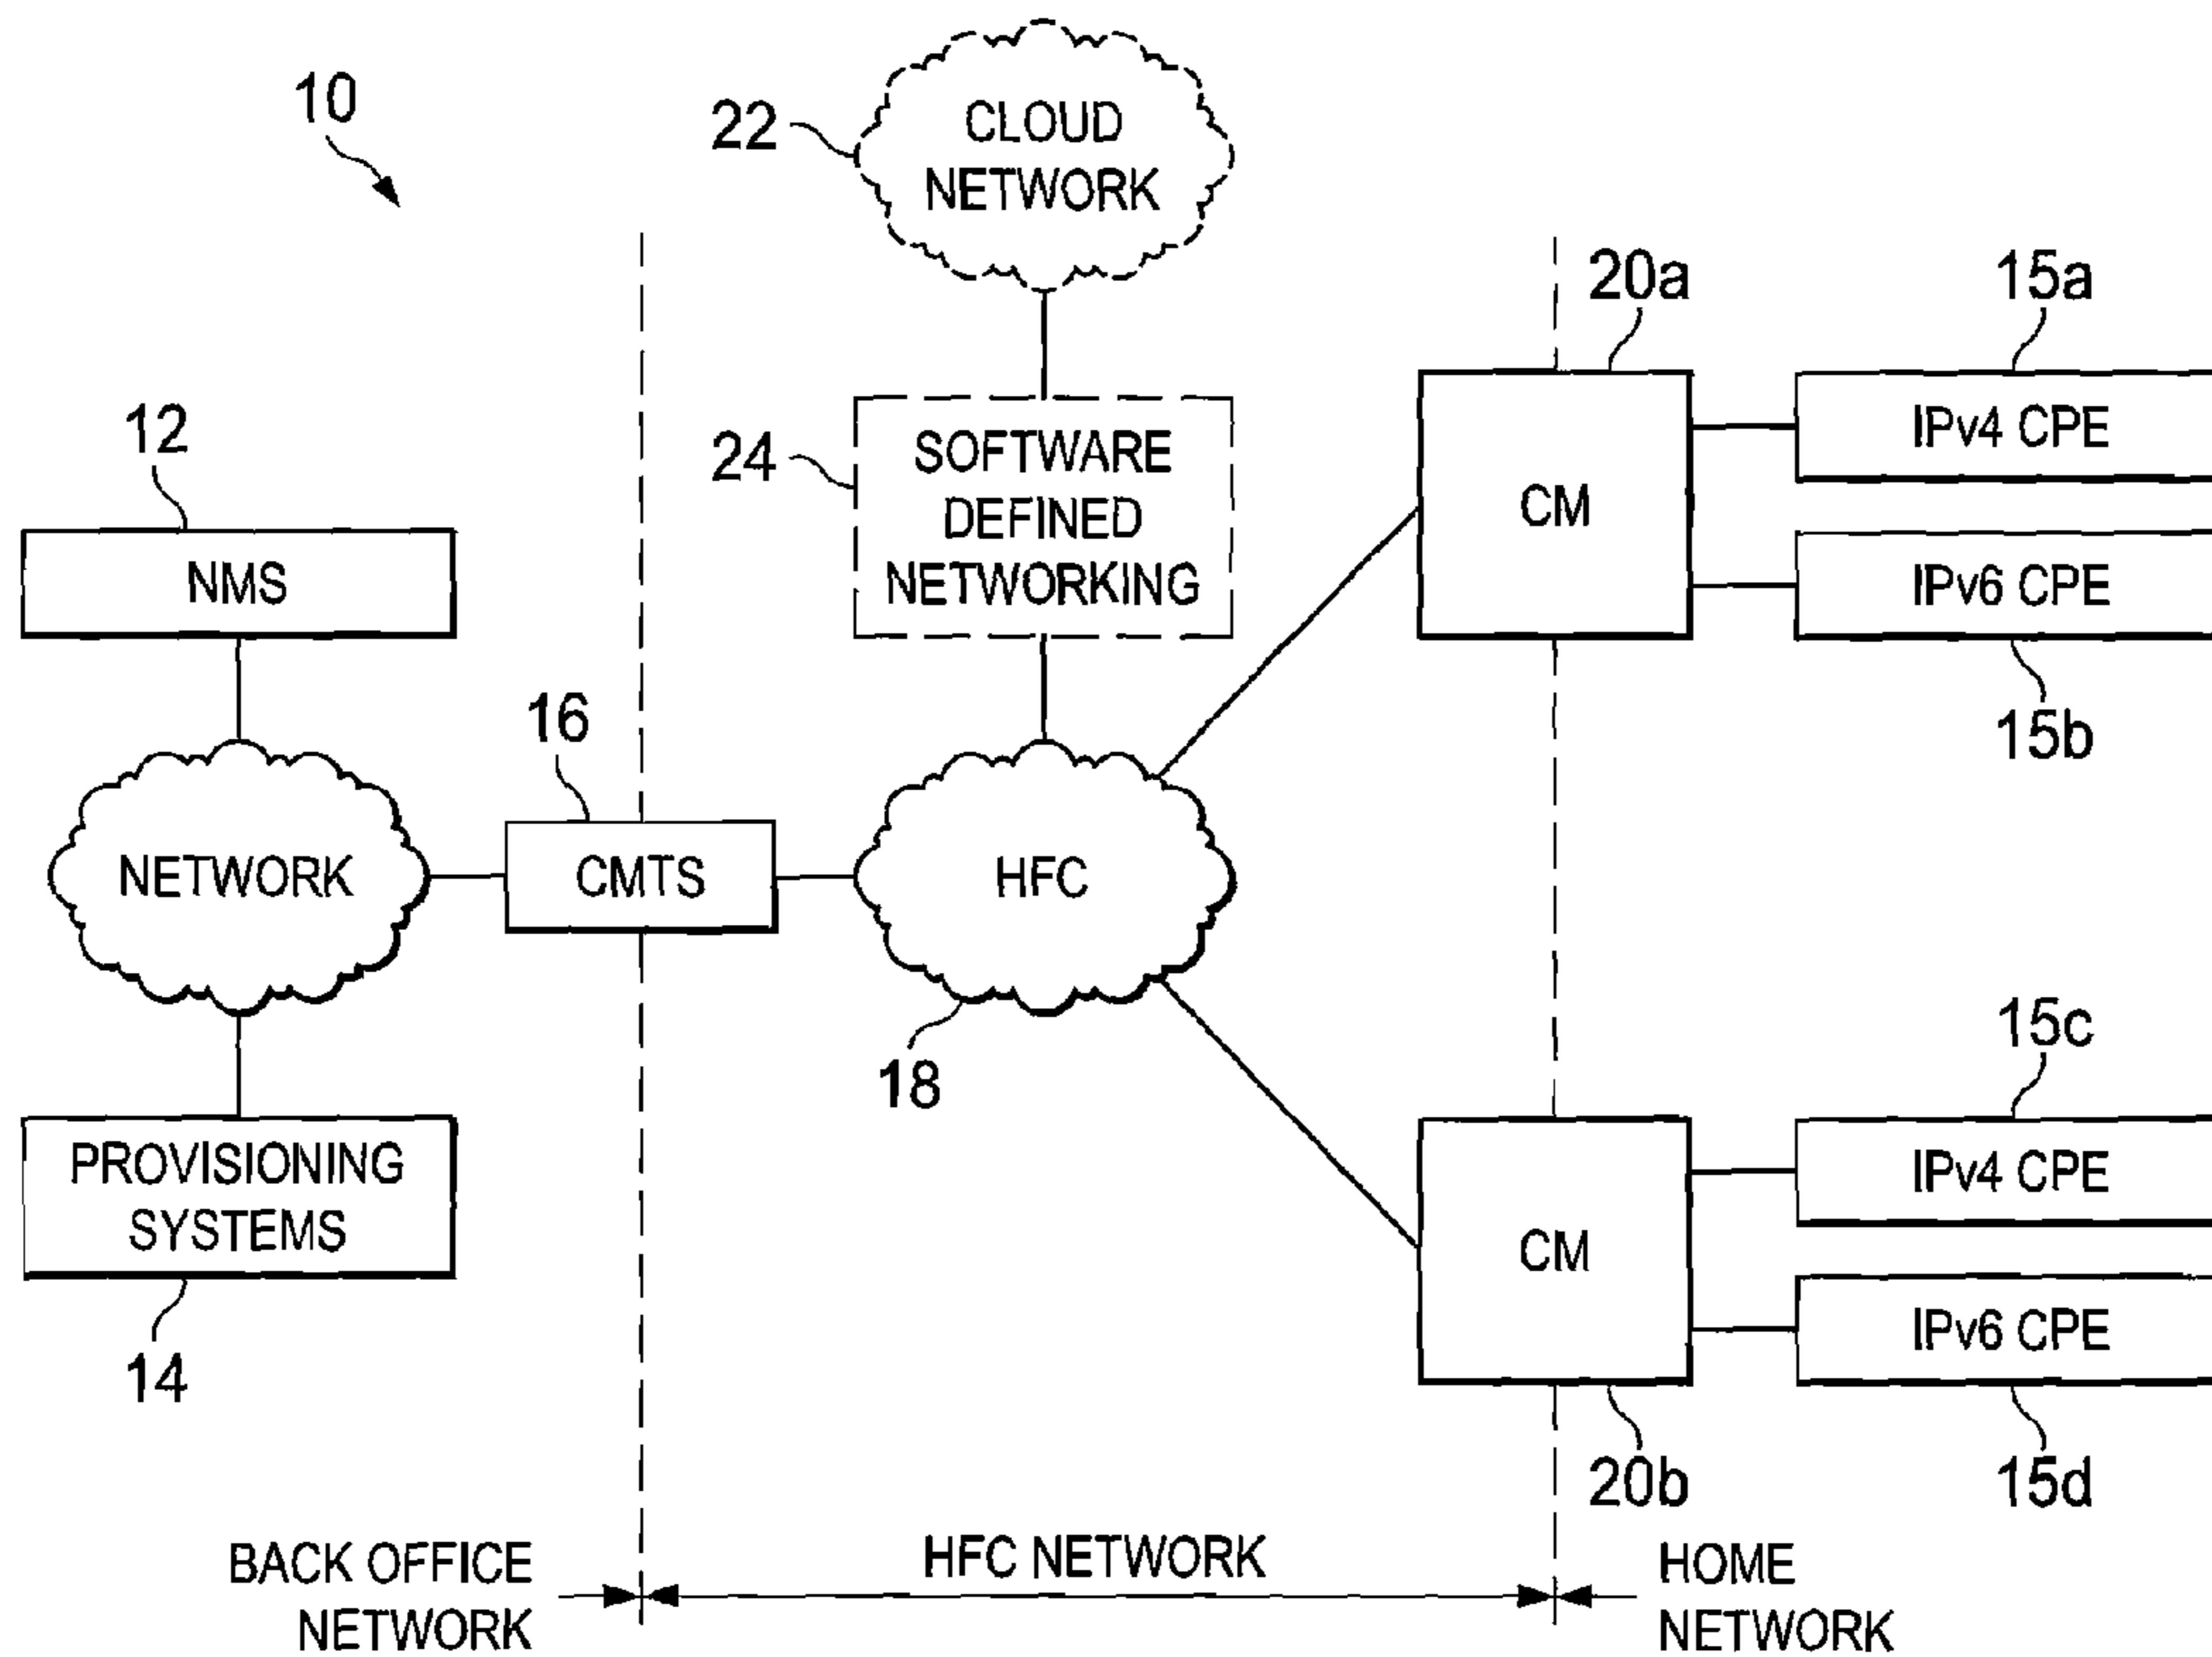 10
22
CLOUD
NETWORK
20a
15a
12
24
SOFTWARE
DEFINED
NETWORKING
CM
IPv4 CPE
NMS
IPv6 CPE
16
15b
NETWORK
CMTS
HFC
18
15c
PROVISIONING
SYSTEMS
CM
IPv4 CPE
IPv6 CPE
14
20b
15d
BACK OFFICE
NETWORK
HFC NETWORK
HOME
NETWORK